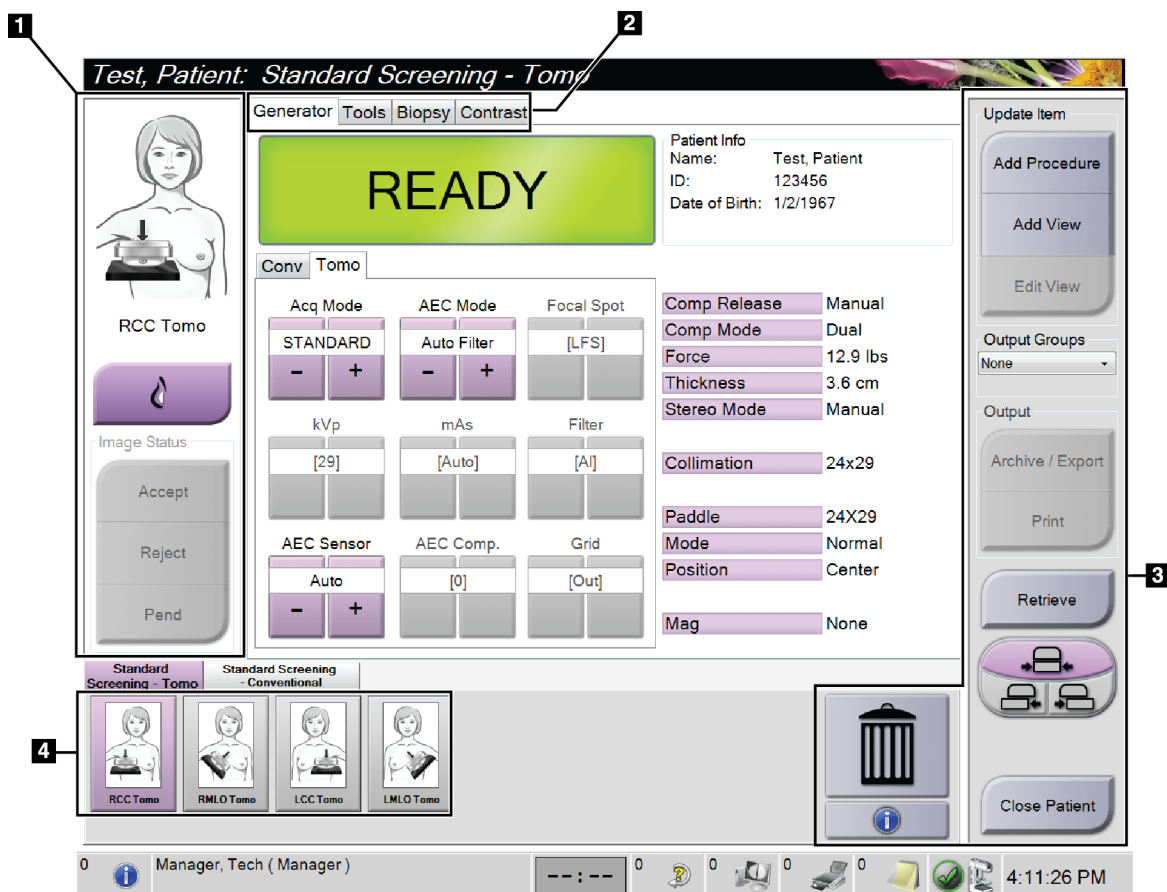 1
2
Test, Patient: Standard Screening - Tomo
Generator Tools Biopsy Contrast
READY
Patient Info
Name: Test, Patient
ID: 123456
Date of Birth: 1/2/1967
Update Item
Add Procedure
Add View
Edit View
Output Groups
None
Output
Archive / Export
Print
Retrieve
Close Patient
3
RCC Tomo
Image Status
Accept
Reject
Pend
Conv Tomo
Acq Mode AEC Mode Focal Spot
STANDARD Auto Filter [LFS]
- + - +
kVp mAs Filter
[29] [Auto] [Al]
AEC Sensor AEC Comp. Grid
Auto [0] [Out]
- +
Comp Release Manual
Comp Mode Dual
Force 12.9 lbs
Thickness 3.6 cm
Stereo Mode Manual
Collimation 24x29
Paddle 24X29
Mode Normal
Position Center
Mag None
Standard
Screening - Tomo
Standard Screening
- Conventional
4
RCC Tomo RMLO Tomo LCC Tomo LMLO Tomo
0 Manager, Tech ( Manager ) --:-- 0 0 0 0 4:11:26 PM